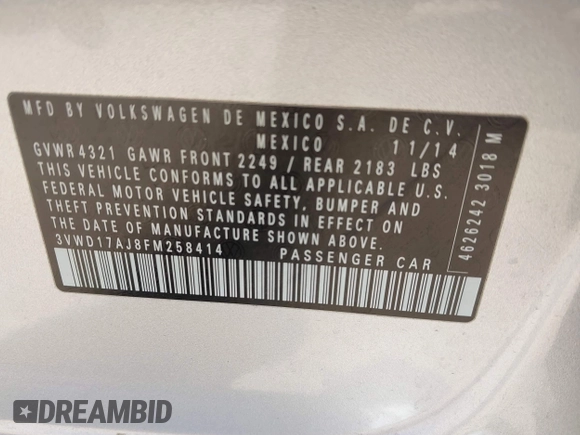 MFD BY VOLKSWAGEN DE MEXICO S.A. DE C.V.
MEXICO 11/14
GVWR 4321 GAWR FRONT 2249 / REAR 2183 LBS
THIS VEHICLE CONFORMS TO ALL APPLICABLE U.S.
FEDERAL MOTOR VEHICLE SAFETY, BUMPER AND
THEFT PREVENTION STANDARDS IN EFFECT ON
THE DATE OF MANUFACTURE SHOWN ABOVE.
3VWD17AJ8FM258414 PASSENGER CAR
4626242 3018 M
DREAMBID